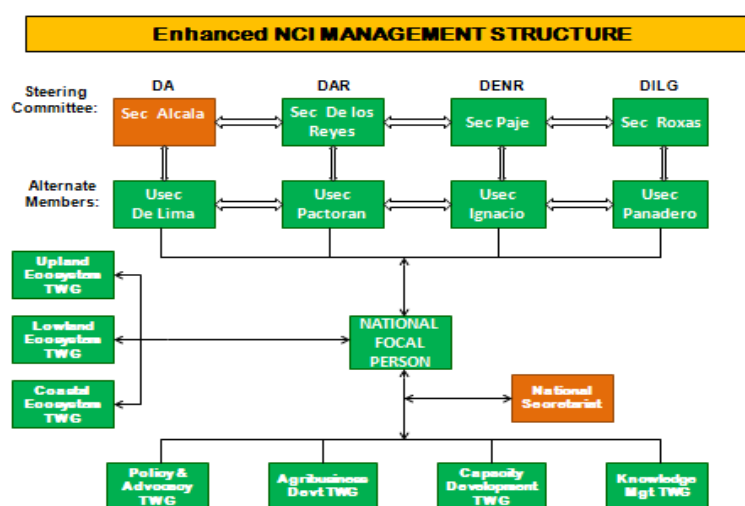 Enhanced NCI MANAGEMENT STRUCTURE
Steering
Committee:
DA
DAR
DENR
DILG
Sec Alcala
Sec De los
Reyes
Sec Paje
Sec Roxas
Alternate
Members:
Usec
De Lima
Usec
Pactoran
Usec
Ignacio
Usec
Panadero
Upland
Ecosystem
TWG
Lowland
Ecosystem
TWG
Coastal
Ecosystem
TWG
NATIONAL
FOCAL
PERSON
National
Secretariat
Policy &
Advocacy
TWG
Agribusiness
Devt TWG
Capacity
Development
TWG
Knowledge
Mgt TWG